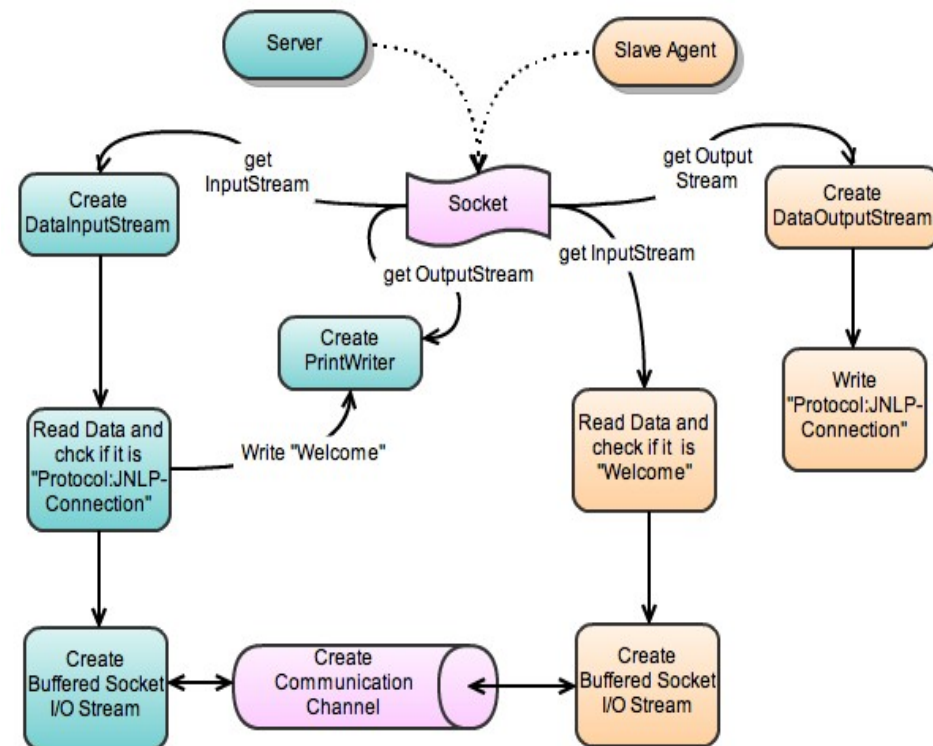 Server
Slave Agent
get
InputStream
get Output
Stream
Create
DataInputStream
Socket
Create
DataOutputStream
get OutputStream
get InputStream
Create
PrintWriter
Write
"Protocol:JNLP-
Connection"
Read Data and
chck if it is
"Protocol:JNLP-
Connection"
Write "Welcome"
Read Data and
check if it is
"Welcome"
Create
Buffered Socket
I/O Stream
Create
Communication
Channel
Create
Buffered Socket
I/O Stream